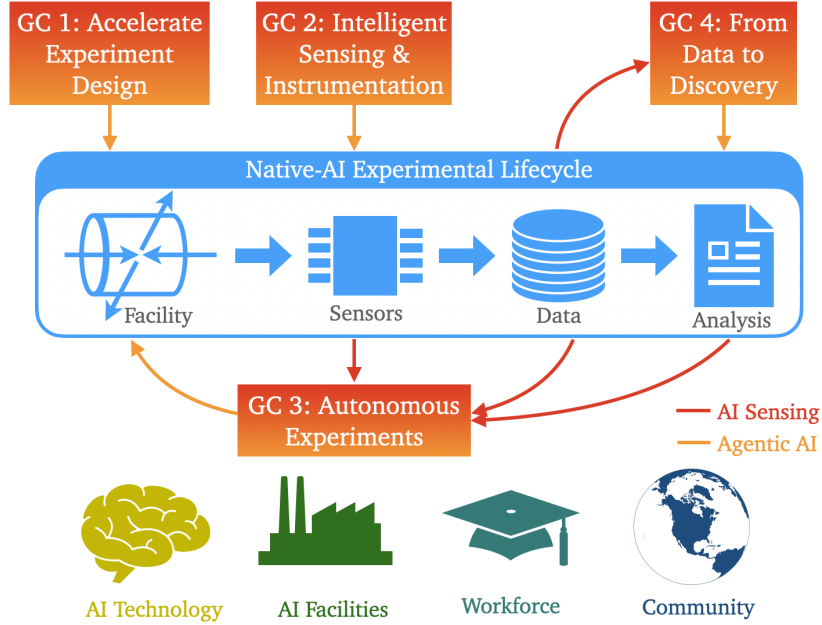 GC 1: Accelerate
Experiment
Design
GC 2: Intelligent
Sensing &
Instrumentation
GC 4: From
Data to
Discovery
Native-AI Experimental Lifecycle
Facility
Sensors
Data
Analysis
GC 3: Autonomous
Experiments
AI Sensing
Agentic AI
AI Technology
AI Facilities
Workforce
Community